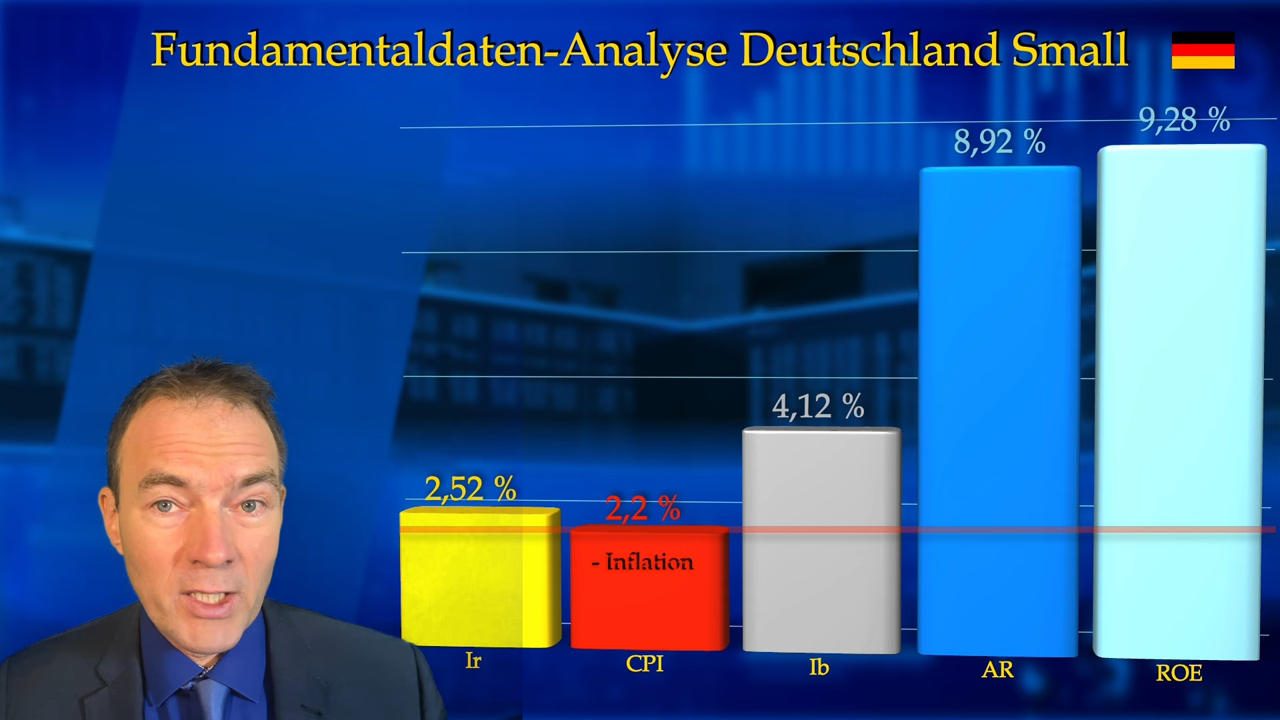 Fundamentaldaten-Analyse Deutschland Small
9,28 %
8,92 %
4,12 %
2,52 %
2,2 %
- Inflation
Ir
CPI
Ib
AR
ROE